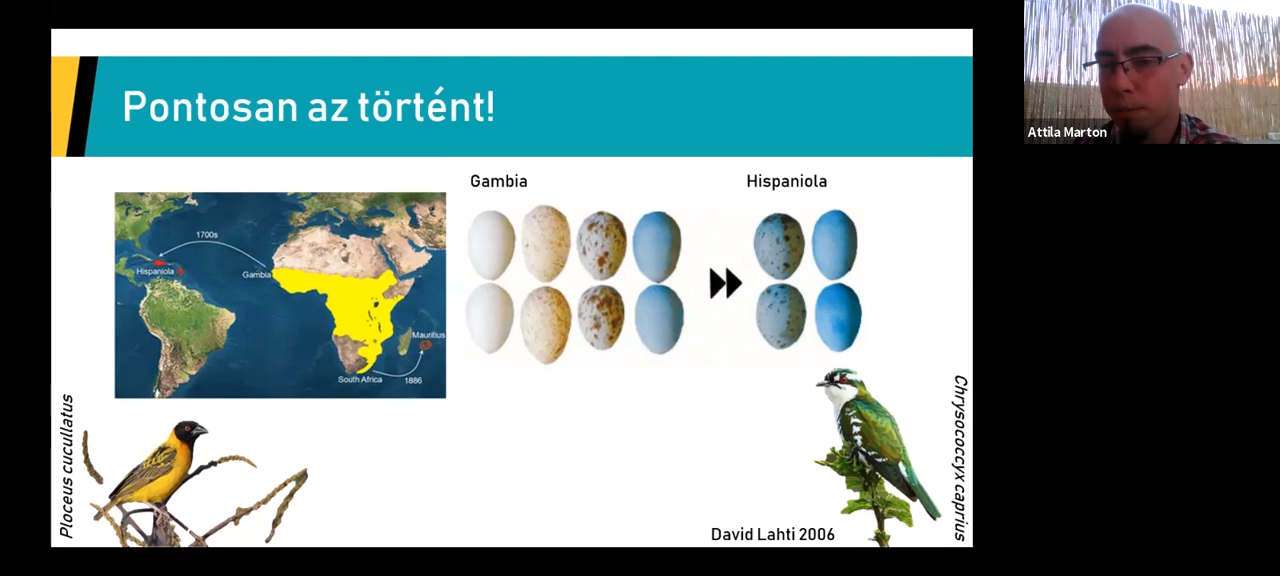 Pontosan az történt!
Attila Marton
Gambia
Hispaniola
1700s
Hispaniola
Gambia
Mauritius
South Africa
1886
Ploceus cucullatus
Chrysococcyx caprius
David Lahti 2006